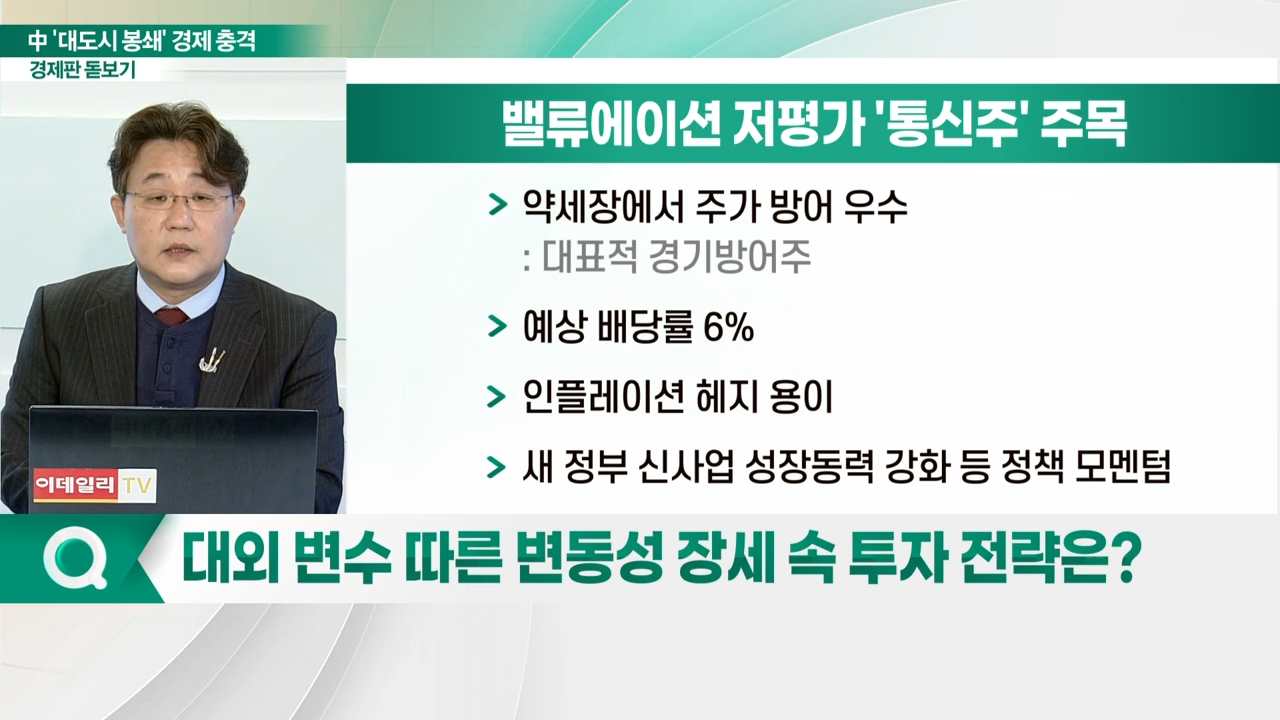 中 '대도시 봉쇄' 경제 충격
경제판 돋보기
밸류에이션 저평가 '통신주' 주목
> 약세장에서 주가 방어 우수
: 대표적 경기방어주
> 예상 배당률 6%
> 인플레이션 헤지 용이
> 새 정부 신사업 성장동력 강화 등 정책 모멘텀
이데일리 TV
Q 대외 변수 따른 변동성 장세 속 투자 전략은?